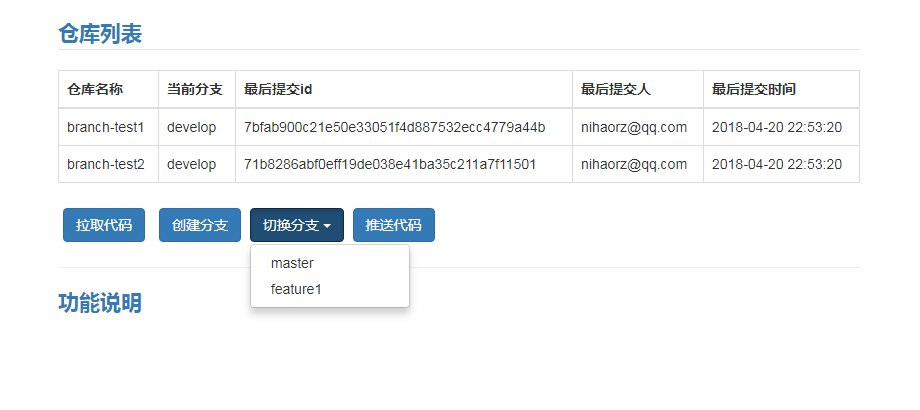 仓库列表
仓库名称 当前分支 最后提交id 最后提交人 最后提交时间
branch-test1 develop 7bfab900c21e50e33051f4d887532ecc4779a44b nihaorz@qq.com 2018-04-20 22:53:20
branch-test2 develop 71b8286abf0eff19de038e41ba35c211a7f11501 nihaorz@qq.com 2018-04-20 22:53:20
拉取代码 创建分支 切换分支 推送代码
master
feature1
功能说明